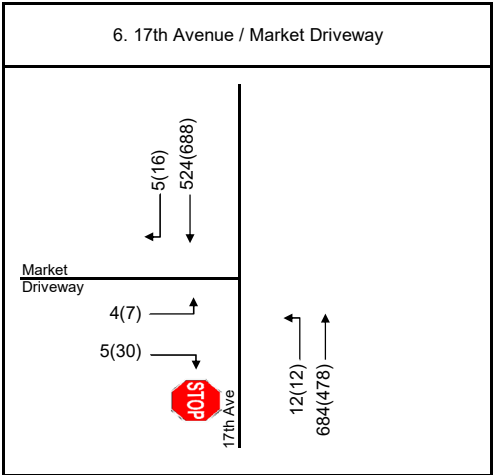 6. 17th Avenue / Market Driveway
5(16)
524(688)
Market
Driveway
4(7)
5(30)
STOP
17th Ave
12(12)
684(478)